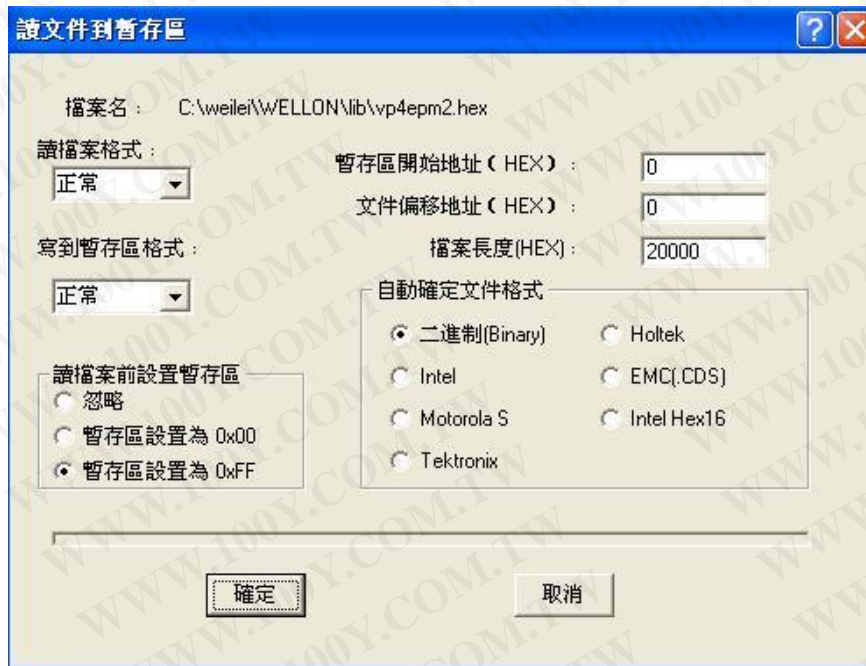 讀文件到暫存區
檔案名： C:\weilei\WELLON\lib\vp4epm2.hex
讀檔案格式：
正常
暫存區開始地址（HEX）： 0
文件偏移地址（HEX）： 0
檔案長度(HEX)： 20000
寫到暫存區格式：
正常
自動確定文件格式
二進制(Binary) Holtek
Intel EMC(.CDS)
Motorola S Intel Hex16
Tektronix
讀檔案前設置暫存區
忽略
暫存區設置為 0x00
暫存區設置為 0xFF
確定 取消
WWW.100Y.COM.TW